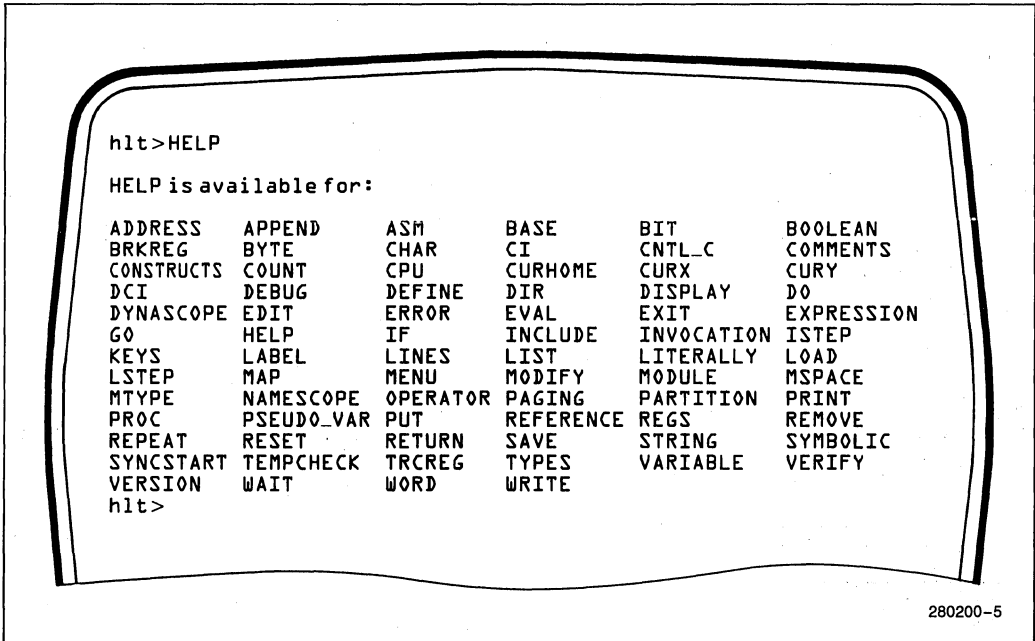 hlt>HELP
HELP is available for:
ADDRESS APPEND ASM BASE BIT BOOLEAN
BRKREG BYTE CHAR CI CNTL_C COMMENTS
CONSTRUCTS COUNT CPU CURHOME CURX CURY
DCI DEBUG DEFINE DIR DISPLAY DO
DYNASCOPE EDIT ERROR EVAL EXIT EXPRESSION
GO HELP IF INCLUDE INVOCATION ISTEP
KEYS LABEL LINES LIST LITERALLY LOAD
LSTEP MAP MENU MODIFY MODULE MSPACE
MTYPE NAMESCOPE OPERATOR PAGING PARTITION PRINT
PROC PSEUDO_VAR PUT REFERENCE REGS REMOVE
REPEAT RESET RETURN SAVE STRING SYMBOLIC
SYNCSTART TEMPCHECK TRCREG TYPES VARIABLE VERIFY
VERSION WAIT WORD WRITE
hlt>
280200-5